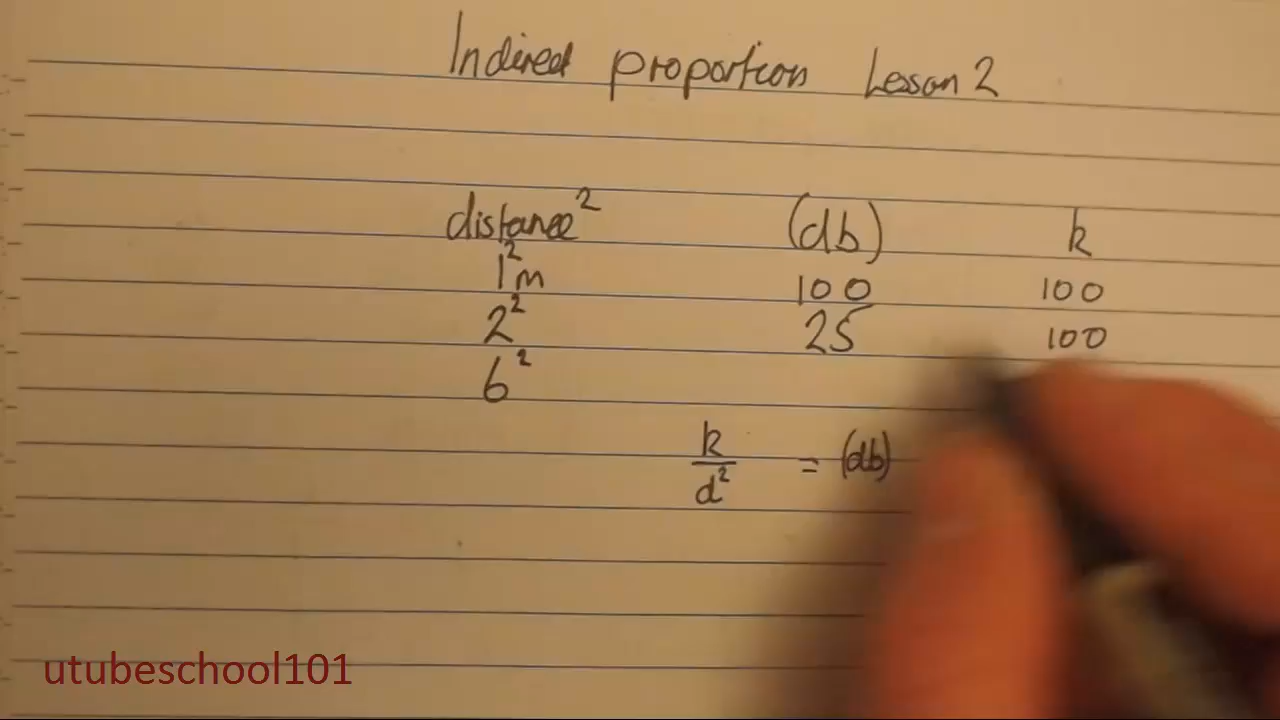 Indirect proportion Lesson 2
distance² (db) k
1²m 100 100
2² 25 100
6²
k/d² = (db)
utubeschool101